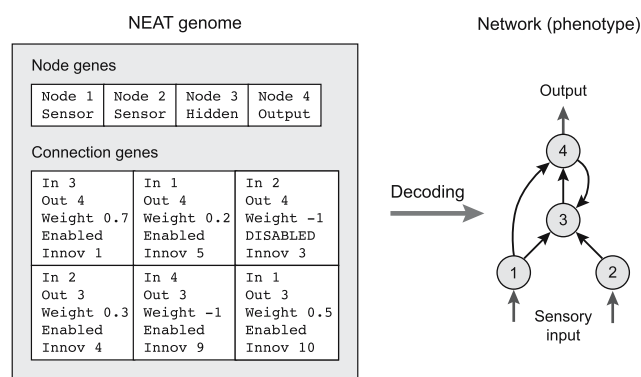 NEAT genome
Node genes
Node 1 Node 2 Node 3 Node 4
Sensor Sensor Hidden Output
Connection genes
In 3 In 1 In 2
Out 4 Out 4 Out 4
Weight 0.7 Weight 0.2 Weight -1
Enabled Enabled DISABLED
Innov 1 Innov 5 Innov 3
In 2 In 4 In 1
Out 3 Out 3 Out 3
Weight 0.3 Weight -1 Weight 0.5
Enabled Enabled Enabled
Innov 4 Innov 9 Innov 10
Decoding
Network (phenotype)
Output
4
3
1 2
Sensory
input